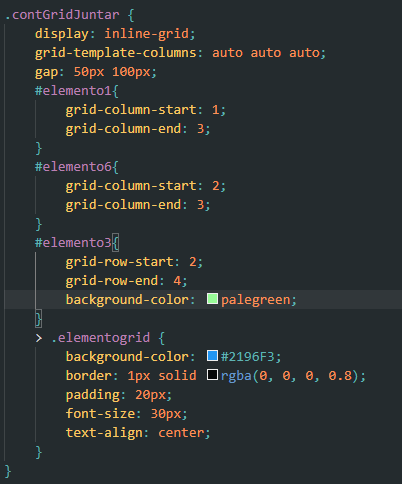 .contGridJuntar {
display: inline-grid;
grid-template-columns: auto auto auto;
gap: 50px 100px;
#elemento1{
grid-column-start: 1;
grid-column-end: 3;
}
#elemento6{
grid-column-start: 2;
grid-column-end: 3;
}
#elemento3{
grid-row-start: 2;
grid-row-end: 4;
background-color: palegreen;
}
> .elementogrid {
background-color: #2196F3;
border: 1px solid rgba(0, 0, 0, 0.8);
padding: 20px;
font-size: 30px;
text-align: center;
}
}